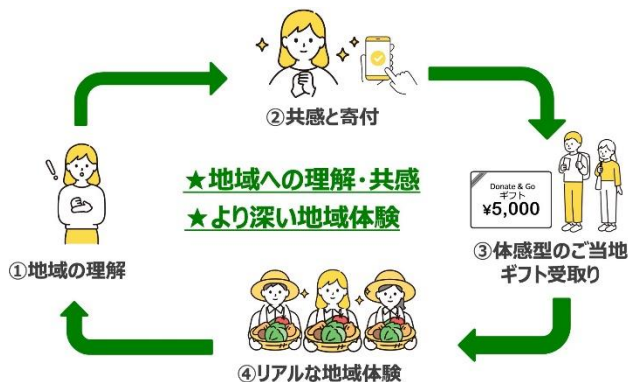 ②共感と寄付
★地域への理解・共感
★より深い地域体験
Donate & Go
ギフト
¥5,000
①地域の理解
③体感型のご当地
ギフト受取り
④リアルな地域体験